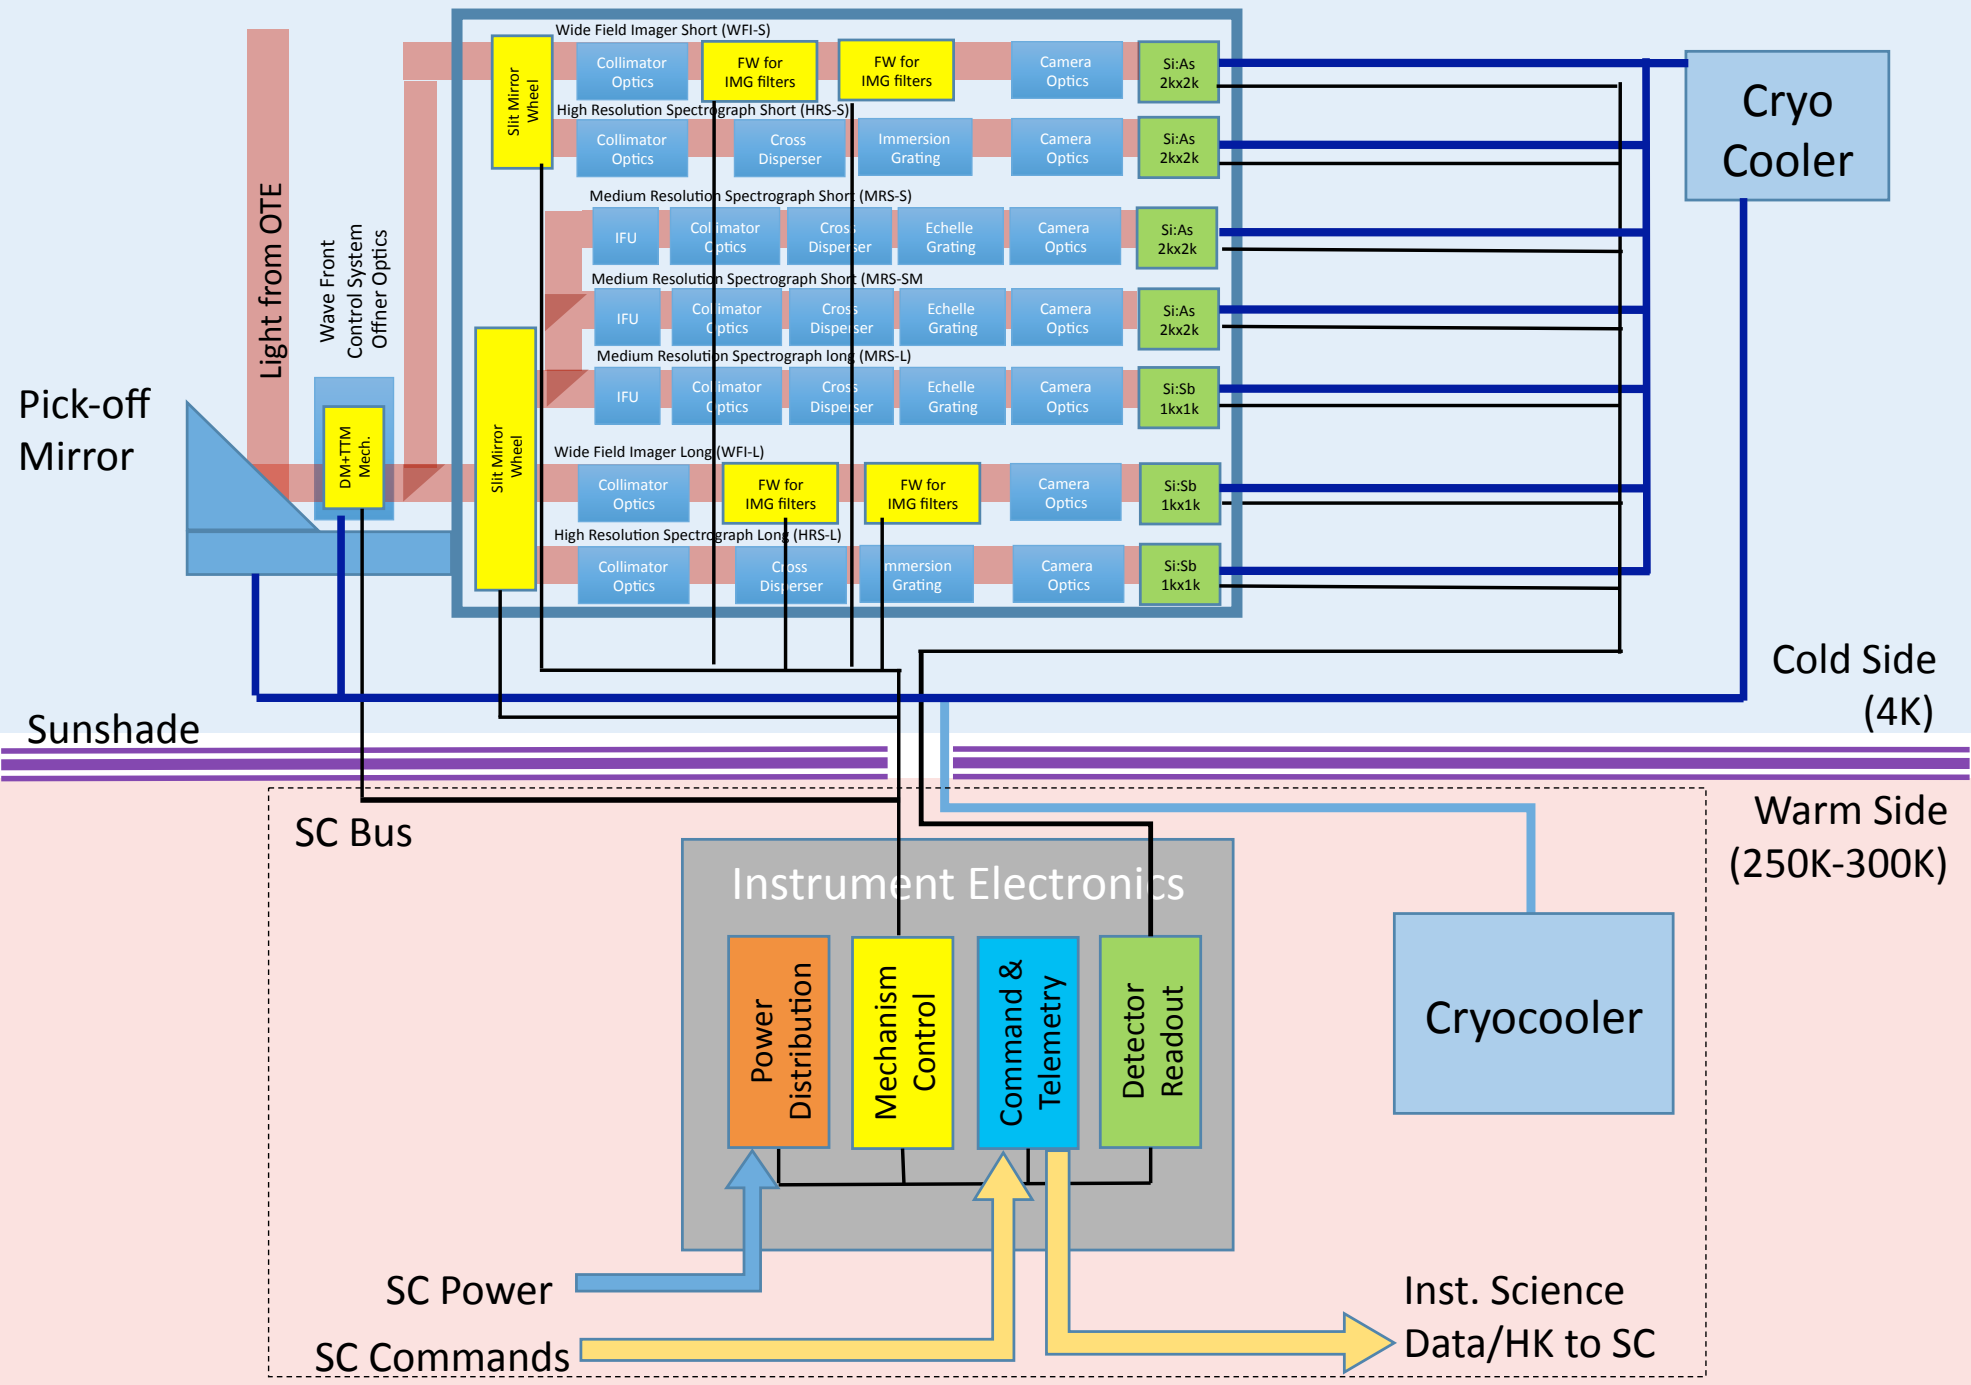 Wide Field Imager Short (WFI-S)
Slit Mirror
Wheel
Collimator
Optics
FW for
IMG filters
FW for
IMG filters
Camera
Optics
Si:As
2kx2k
High Resolution Spectrograph Short (HRS-S)
Collimator
Optics
Cross
Disperser
Immersion
Grating
Camera
Optics
Si:As
2kx2k
Medium Resolution Spectrograph Short (MRS-S)
IFU
Collimator
Optics
Cross
Disperser
Echelle
Grating
Camera
Optics
Si:As
2kx2k
Medium Resolution Spectrograph Short (MRS-SM
IFU
Collimator
Optics
Cross
Disperser
Echelle
Grating
Camera
Optics
Si:As
2kx2k
Medium Resolution Spectrograph long (MRS-L)
Slit Mirror
Wheel
IFU
Collimator
Optics
Cross
Disperser
Echelle
Grating
Camera
Optics
Si:Sb
1kx1k
Wide Field Imager Long (WFI-L)
Collimator
Optics
FW for
IMG filters
FW for
IMG filters
Camera
Optics
Si:Sb
1kx1k
High Resolution Spectrograph Long (HRS-L)
Collimator
Optics
Cross
Disperser
Immersion
Grating
Camera
Optics
Si:Sb
1kx1k
Cryo
Cooler
Light from OTE
Wave Front
Control System
Offner Optics
DM+TTM
Mech.
Pick-off
Mirror
Cold Side
(4K)
Sunshade
Warm Side
(250K-300K)
SC Bus
Instrument Electronics
Power
Distribution
Mechanism
Control
Command &
Telemetry
Detector
Readout
Cryocooler
SC Power
SC Commands
Inst. Science
Data/HK to SC